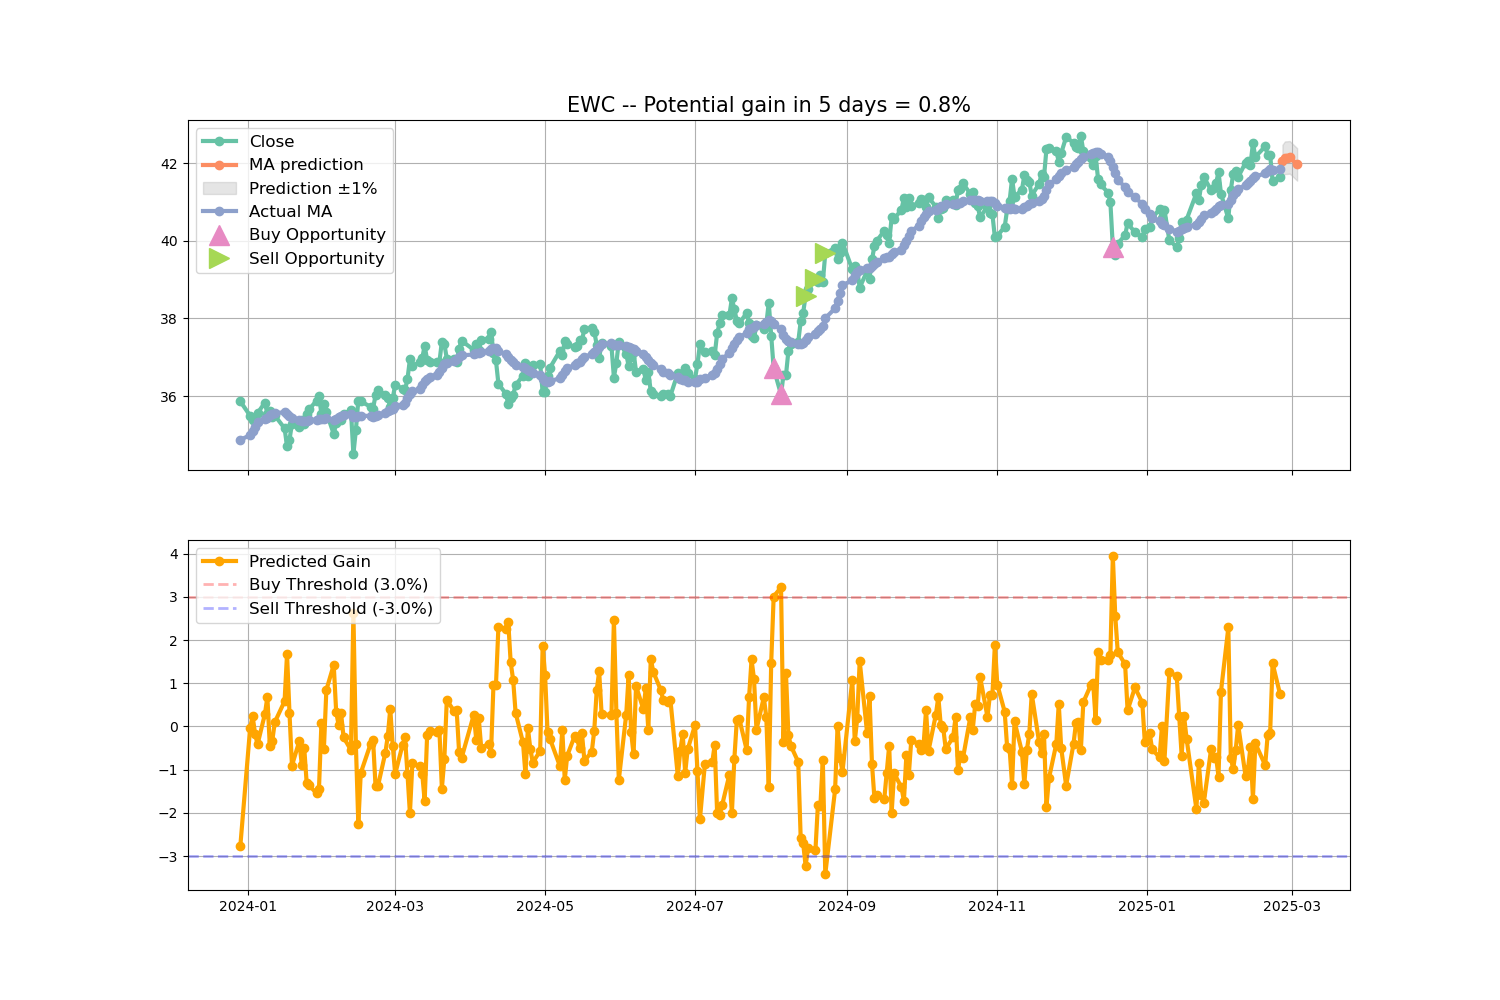 EWC -- Potential gain in 5 days = 0.8%
Close
MA prediction
Prediction ±1%
Actual MA
Buy Opportunity
Sell Opportunity
42
40
38
36
Predicted Gain
Buy Threshold (3.0%)
Sell Threshold (-3.0%)
4
3
2
1
0
−1
−2
−3
2024-01 2024-03 2024-05 2024-07 2024-09 2024-11 2025-01 2025-03